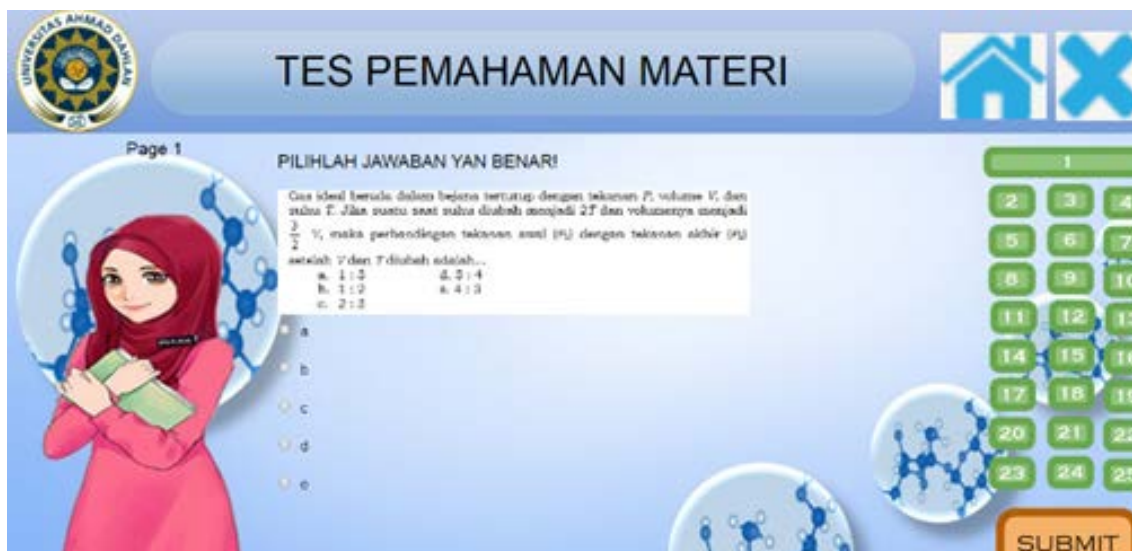 UNIVERSITAS AHMAD DAHLAN
TES PEMAHAMAN MATERI
Page 1
PILIHLAH JAWABAN YAN BENAR!
Gas ideal berada dalam bejana tertutup dengan tekanan P, volume V, dan
suhu T. Jika suatu saat suhu diubah menjadi 2T dan volumenya menjadi
V, maka perbandingan tekanan awal (P₁) dengan tekanan akhir (P₂)
setelah V dan T diubah adalah...
a. 1 : 3 d. 3 : 4
b. 1 : 2 e. 4 : 3
c. 2 : 3
a
b
c
d
e
1
2 3 4
5 6 7
8 9 10
11 12
14 15
17 18
20 21
23 24
SUBMIT